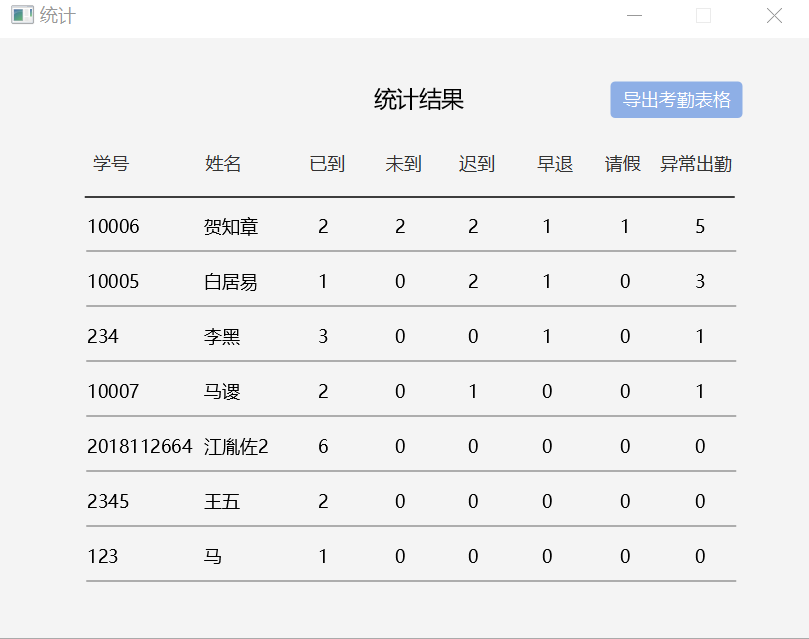 统计
统计结果
导出考勤表格
学号 姓名 已到 未到 迟到 早退 请假 异常出勤
10006 贺知章 2 2 2 1 1 5
10005 白居易 1 0 2 1 0 3
234 李黑 3 0 0 1 0 1
10007 马谡 2 0 1 0 0 1
2018112664 江胤佐2 6 0 0 0 0 0
2345 王五 2 0 0 0 0 0
123 马 1 0 0 0 0 0